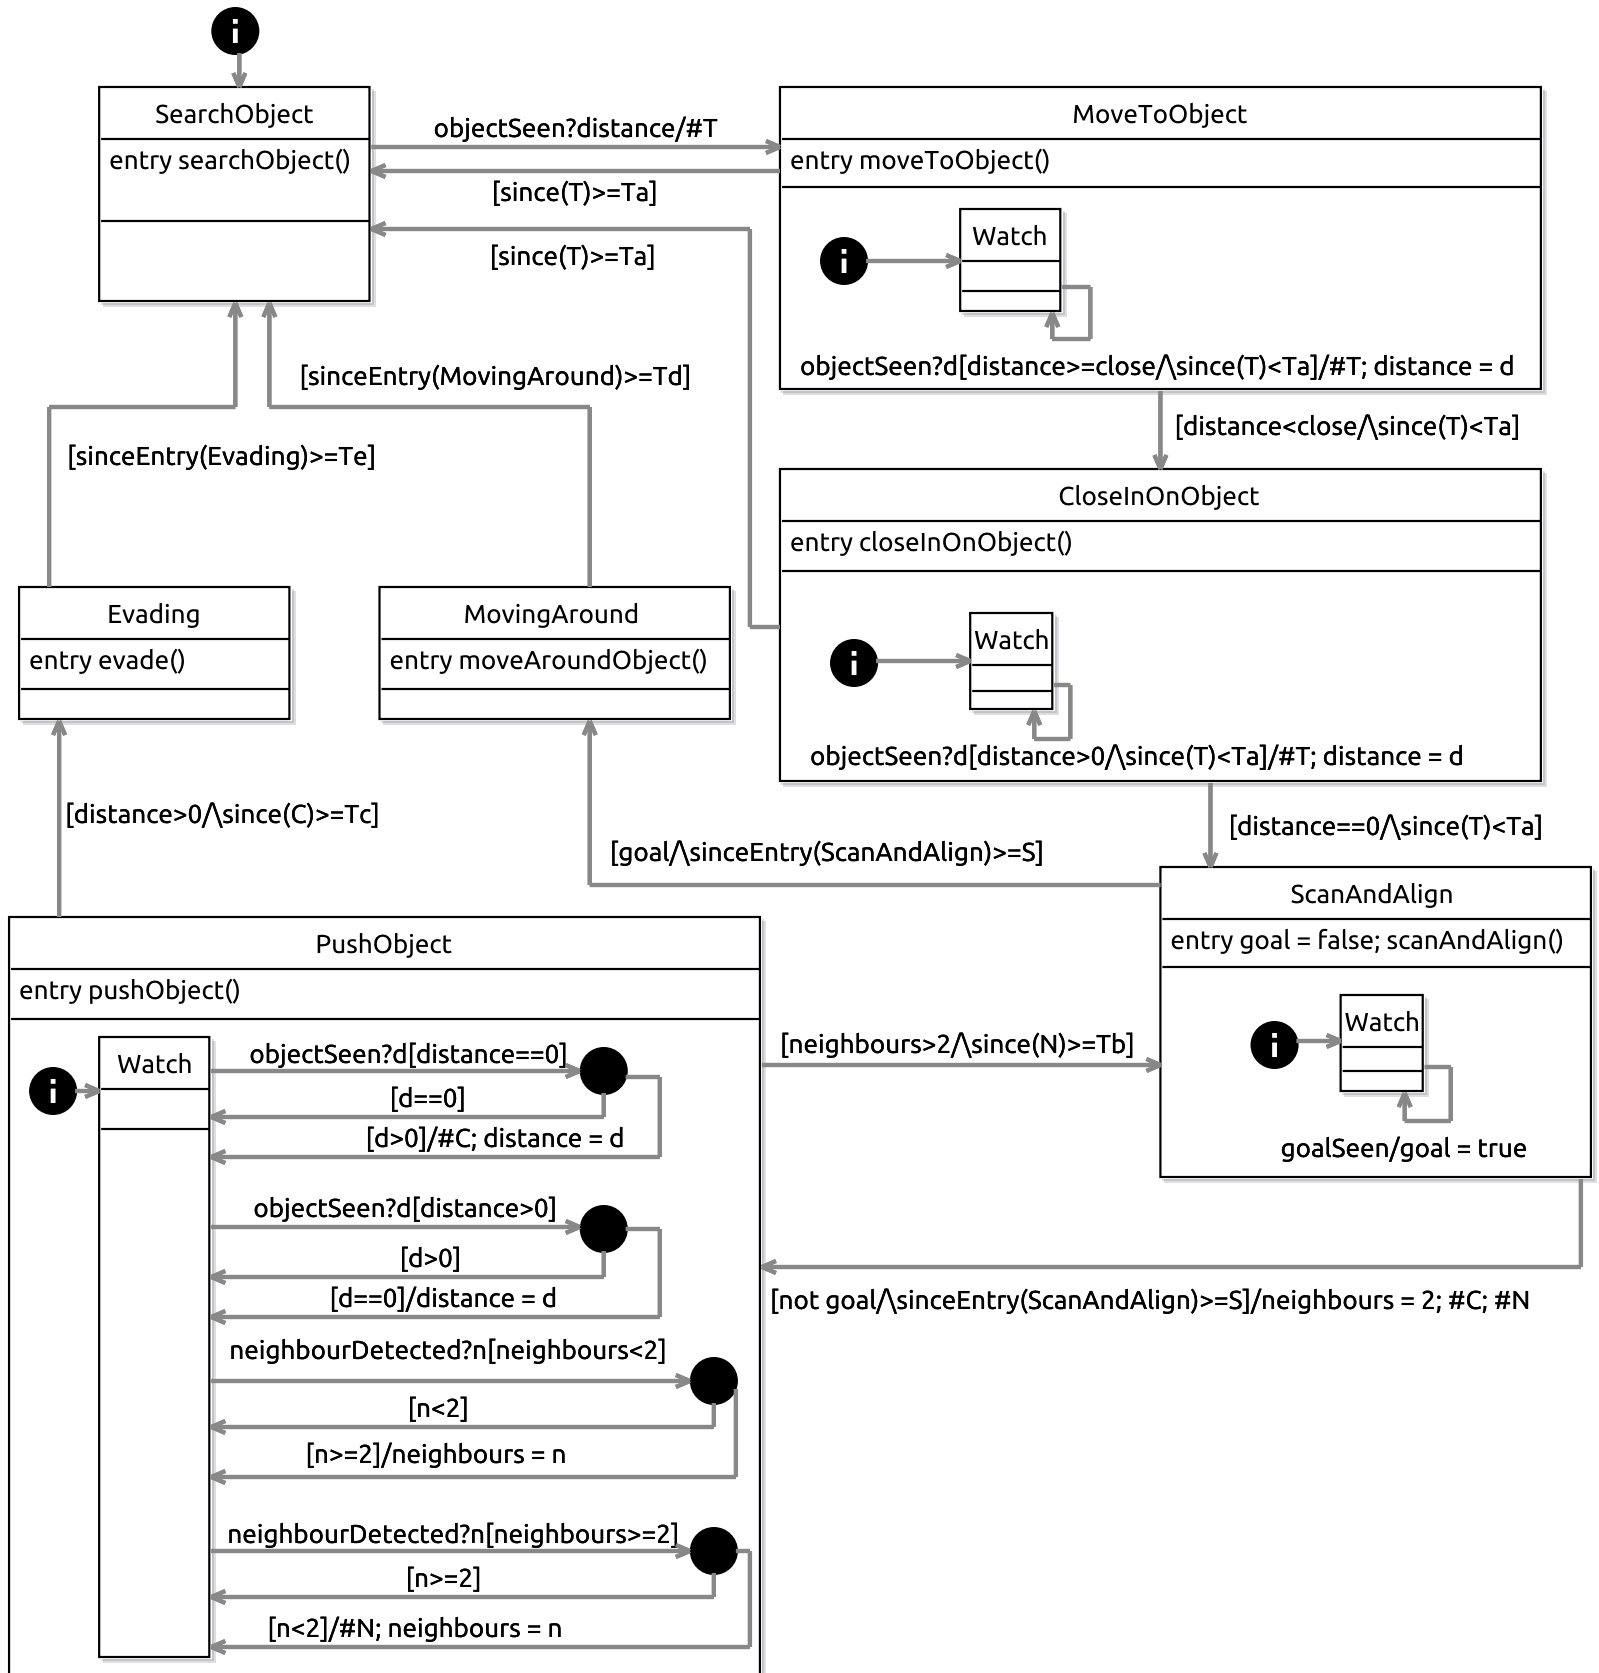 i
SearchObject
entry searchObject()
objectSeen?distance/#T
[since(T)>=Ta]
[since(T)>=Ta]
MoveToObject
entry moveToObject()
i
Watch
objectSeen?d[distance>=close/\since(T)<Ta]/#T; distance = d
[sinceEntry(MovingAround)>=Td]
[sinceEntry(Evading)>=Te]
[distance<close/\since(T)<Ta]
CloseInOnObject
entry closeInOnObject()
i
Watch
objectSeen?d[distance>0/\since(T)<Ta]/#T; distance = d
Evading
entry evade()
MovingAround
entry moveAroundObject()
[distance>0/\since(C)>=Tc]
[goal/\sinceEntry(ScanAndAlign)>=S]
[distance==0/\since(T)<Ta]
ScanAndAlign
entry goal = false; scanAndAlign()
i
Watch
goalSeen/goal = true
PushObject
entry pushObject()
[neighbours>2/\since(N)>=Tb]
i
Watch
objectSeen?d[distance==0]
[d==0]
[d>0]/#C; distance = d
objectSeen?d[distance>0]
[d>0]
[d==0]/distance = d
[not goal/\sinceEntry(ScanAndAlign)>=S]/neighbours = 2; #C; #N
neighbourDetected?n[neighbours<2]
[n<2]
[n>=2]/neighbours = n
neighbourDetected?n[neighbours>=2]
[n>=2]
[n<2]/#N; neighbours = n